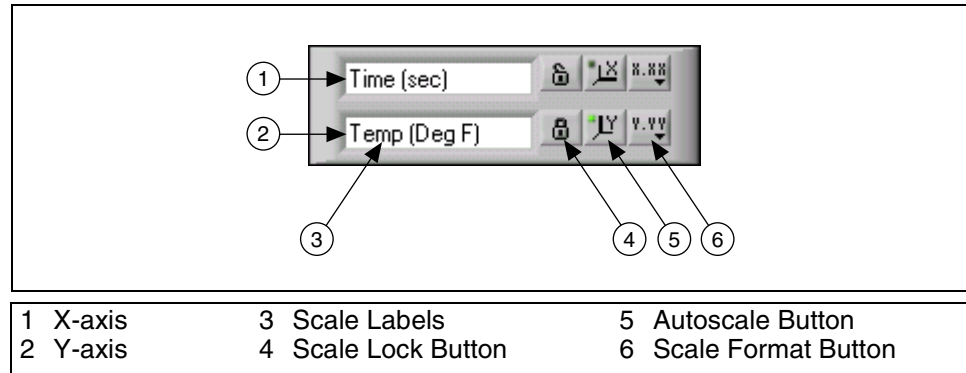 1 Time (sec) X.XX
2 Temp (Deg F) Y.YY
3 4 5 6
1 X-axis 3 Scale Labels 5 Autoscale Button
2 Y-axis 4 Scale Lock Button 6 Scale Format Button